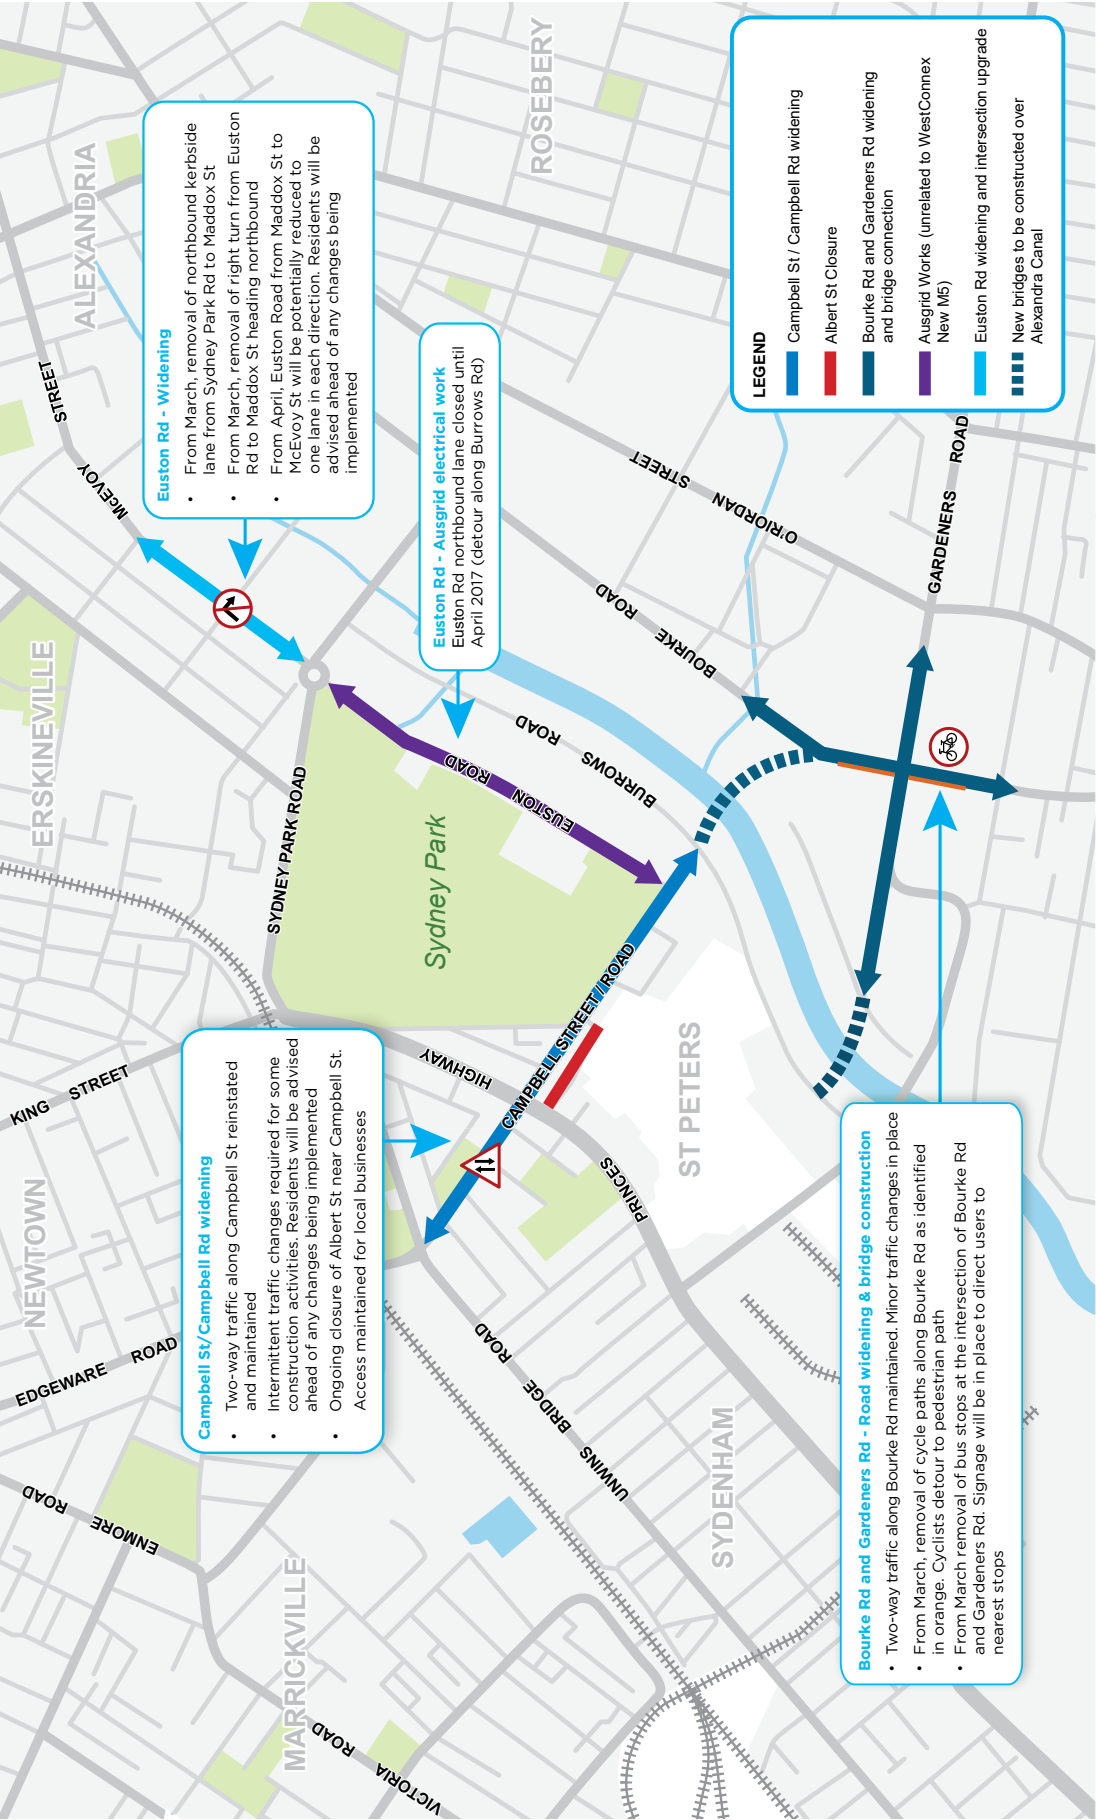 NEWTOWN
ERSKINEVILLE
ALEXANDRIA
MARRICKVILLE
SYDENHAM
ST PETERS
ROSEBERY
ENMORE ROAD
EDGEWARE ROAD
KING STREET
McEVOY STREET
VICTORIA ROAD
UNWINS BRIDGE ROAD
PRINCES HIGHWAY
SYDNEY PARK ROAD
Sydney Park
CAMPBELL STREET / ROAD
EUSTON ROAD
BURROWS ROAD
BOURKE ROAD
O'RIORDAN STREET
GARDENERS ROAD
Campbell St/Campbell Rd widening
• Two-way traffic along Campbell St reinstated
and maintained
• Intermittent traffic changes required for some
construction activities. Residents will be advised
ahead of any changes being implemented
• Ongoing closure of Albert St near Campbell St.
Access maintained for local businesses
Euston Rd - Widening
• From March, removal of northbound kerbside
lane from Sydney Park Rd to Maddox St
• From March, removal of right turn from Euston
Rd to Maddox St heading northbound
• From April, Euston Road from Maddox St to
McEvoy St will be potentially reduced to
one lane in each direction. Residents will be
advised ahead of any changes being
implemented
Euston Rd - Ausgrid electrical work
Euston Rd northbound lane closed until
April 2017 (detour along Burrows Rd)
Bourke Rd and Gardeners Rd - Road widening & bridge construction
• Two-way traffic along Bourke Rd maintained. Minor traffic changes in place
• From March, removal of cycle paths along Bourke Rd as identified
in orange. Cyclists detour to pedestrian path
• From March removal of bus stops at the intersection of Bourke Rd
and Gardeners Rd. Signage will be in place to direct users to
nearest stops
LEGEND
Campbell St / Campbell Rd widening
Albert St Closure
Bourke Rd and Gardeners Rd widening
and bridge connection
Ausgrid Works (unrelated to WestConnex
New M5)
Euston Rd widening and intersection upgrade
New bridges to be constructed over
Alexandra Canal